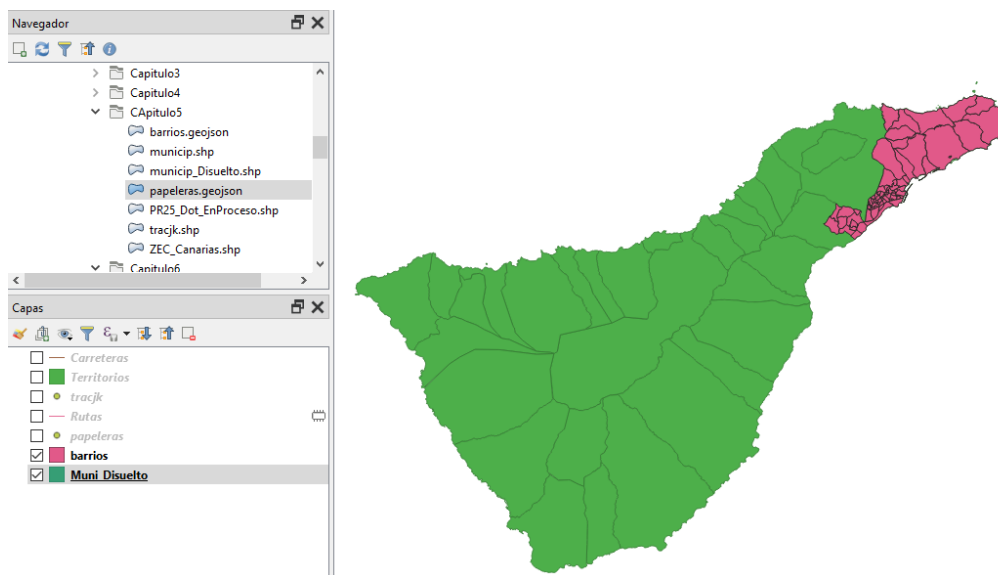 Navegador
Capitulo3
Capitulo4
CApitulo5
barrios.geojson
municip.shp
municip_Disuelto.shp
papeleras.geojson
PR25_Dot_EnProceso.shp
tracjk.shp
ZEC_Canarias.shp
Capitulo6
Capas
Carreteras
Territorios
tracjk
Rutas
papeleras
barrios
Muni_Disuelto